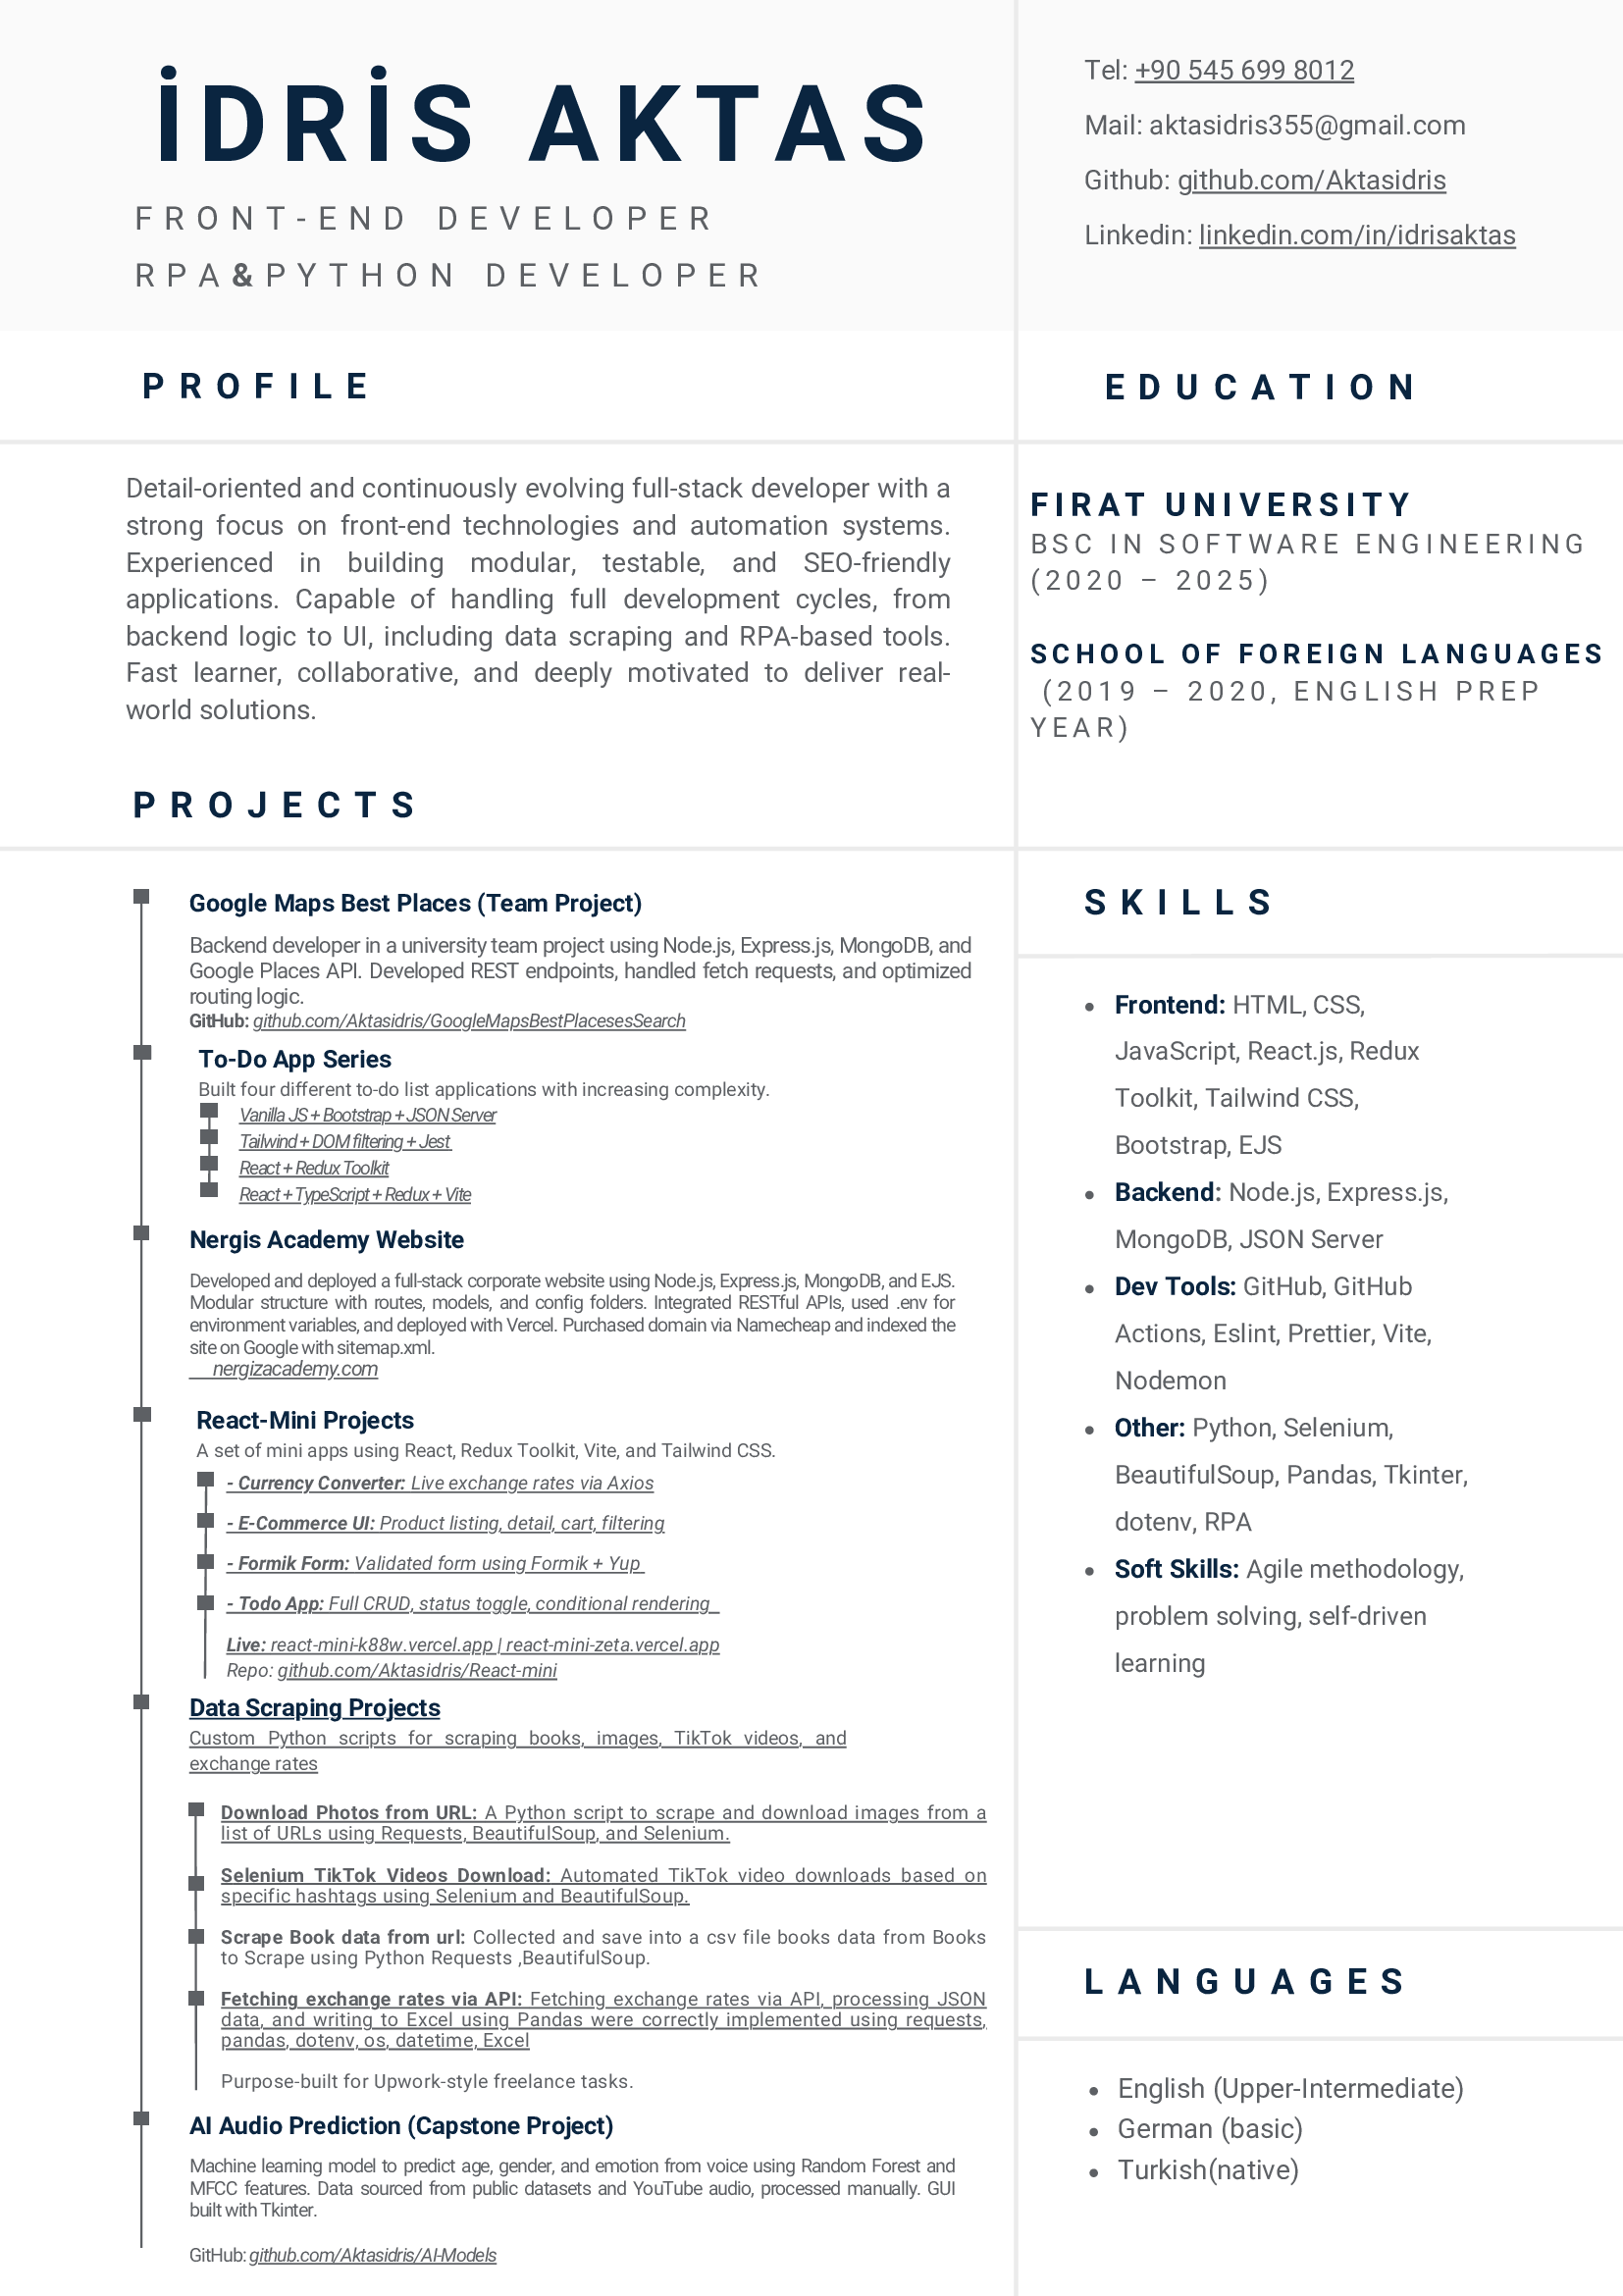 İDRİS AKTAS
FRONT-END DEVELOPER
RPA&PYTHON DEVELOPER
Tel: +90 545 699 8012
Mail: aktasidris355@gmail.com
Github: github.com/Aktasidris
Linkedin: linkedin.com/in/idrisaktas
PROFILE
Detail-oriented and continuously evolving full-stack developer with a
strong focus on front-end technologies and automation systems.
Experienced in building modular, testable, and SEO-friendly
applications. Capable of handling full development cycles, from
backend logic to UI, including data scraping and RPA-based tools.
Fast learner, collaborative, and deeply motivated to deliver real-
world solutions.
EDUCATION
FIRAT UNIVERSITY
BSC IN SOFTWARE ENGINEERING
(2020 – 2025)
SCHOOL OF FOREIGN LANGUAGES
(2019 – 2020, ENGLISH PREP
YEAR)
PROJECTS
Google Maps Best Places (Team Project)
Backend developer in a university team project using Node.js, Express.js, MongoDB, and
Google Places API. Developed REST endpoints, handled fetch requests, and optimized
routing logic.
GitHub: github.com/Aktasidris/GoogleMapsBestPlacesesSearch
To-Do App Series
Built four different to-do list applications with increasing complexity.
Vanilla JS + Bootstrap + JSON Server
Tailwind + DOM filtering + Jest
React + Redux Toolkit
React + TypeScript + Redux + Vite
Nergis Academy Website
Developed and deployed a full-stack corporate website using Node.js, Express.js, MongoDB, and EJS.
Modular structure with routes, models, and config folders. Integrated RESTful APIs, used .env for
environment variables, and deployed with Vercel. Purchased domain via Namecheap and indexed the
site on Google with sitemap.xml.
nergizacademy.com
React-Mini Projects
A set of mini apps using React, Redux Toolkit, Vite, and Tailwind CSS.
- Currency Converter: Live exchange rates via Axios
- E-Commerce UI: Product listing, detail, cart, filtering
- Formik Form: Validated form using Formik + Yup
- Todo App: Full CRUD, status toggle, conditional rendering
Live: react-mini-k88w.vercel.app | react-mini-zeta.vercel.app
Repo: github.com/Aktasidris/React-mini
Data Scraping Projects
Custom Python scripts for scraping books, images, TikTok videos, and
exchange rates
Download Photos from URL: A Python script to scrape and download images from a
list of URLs using Requests, BeautifulSoup, and Selenium.
Selenium TikTok Videos Download: Automated TikTok video downloads based on
specific hashtags using Selenium and BeautifulSoup.
Scrape Book data from url: Collected and save into a csv file books data from Books
to Scrape using Python Requests ,BeautifulSoup.
Fetching exchange rates via API: Fetching exchange rates via API, processing JSON
data, and writing to Excel using Pandas were correctly implemented using requests,
pandas, dotenv, os, datetime, Excel
Purpose-built for Upwork-style freelance tasks.
AI Audio Prediction (Capstone Project)
Machine learning model to predict age, gender, and emotion from voice using Random Forest and
MFCC features. Data sourced from public datasets and YouTube audio, processed manually. GUI
built with Tkinter.
GitHub: github.com/Aktasidris/AI-Models
SKILLS
• Frontend: HTML, CSS,
JavaScript, React.js, Redux
Toolkit, Tailwind CSS,
Bootstrap, EJS
• Backend: Node.js, Express.js,
MongoDB, JSON Server
• Dev Tools: GitHub, GitHub
Actions, Eslint, Prettier, Vite,
Nodemon
• Other: Python, Selenium,
BeautifulSoup, Pandas, Tkinter,
dotenv, RPA
• Soft Skills: Agile methodology,
problem solving, self-driven
learning
LANGUAGES
• English (Upper-Intermediate)
• German (basic)
• Turkish(native)